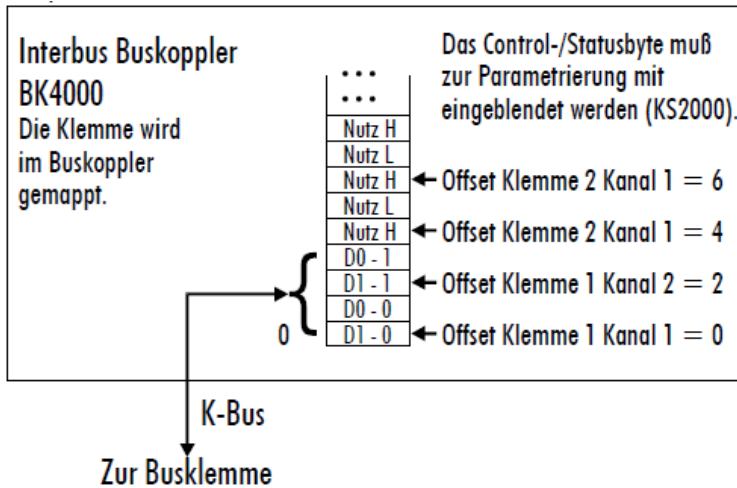 Interbus Buskoppler
BK4000
Die Klemme wird
im Buskoppler
gemappt.
Das Control-/Statusbyte muß
zur Parametrierung mit
eingeblendet werden (KS2000).
...
...
Nutz H
Nutz L
Nutz H
Offset Klemme 2 Kanal 1 = 6
Nutz L
Nutz H
Offset Klemme 2 Kanal 1 = 4
D0 - 1
D1 - 1
Offset Klemme 1 Kanal 2 = 2
D0 - 0
0
D1 - 0
Offset Klemme 1 Kanal 1 = 0
K-Bus
Zur Busklemme